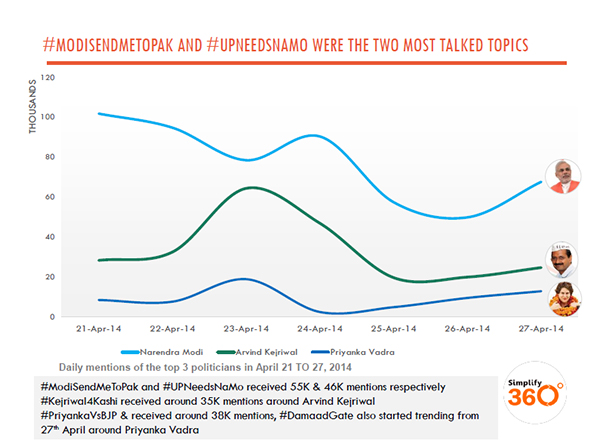 #MODISENDMETOPAK AND #UPNEEDSNAMO WERE THE TWO MOST TALKED TOPICS
THOUSANDS
120
100
80
60
40
20
0
21-Apr-14 22-Apr-14 23-Apr-14 24-Apr-14 25-Apr-14 26-Apr-14 27-Apr-14
Narendra Modi Arvind Kejriwal Priyanka Vadra
Daily mentions of the top 3 politicians in April 21 TO 27, 2014
#ModiSendMeToPak and #UPNeedsNaMo received 55K & 46K mentions respectively
#Kejriwal4Kashi received around 35K mentions around Arvind Kejriwal
#PriyankaVsBJP & received around 38K mentions, #DamaadGate also started trending from
27th April around Priyanka Vadra
Simplify
360°